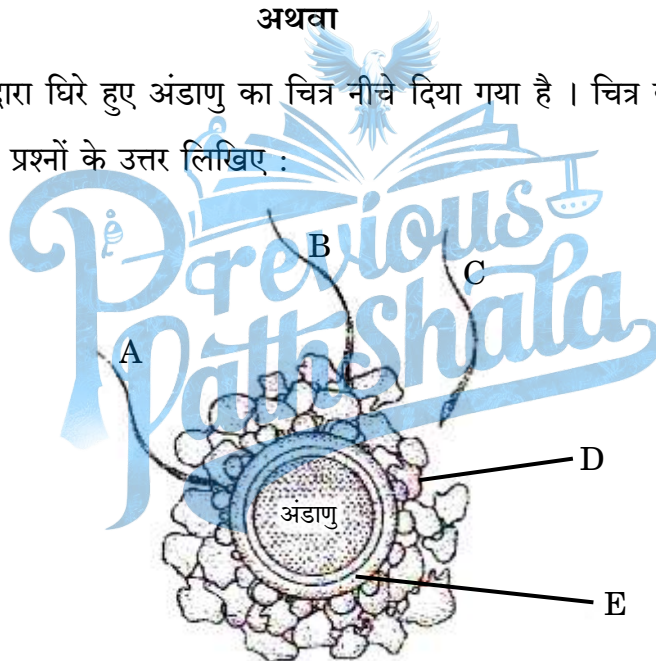 अथवा
द्वारा घिरे हुए अंडाणु का चित्र नीचे दिया गया है । चित्र
प्रश्नों के उत्तर लिखिए :
Previous
Pathshala
B
C
A
D
अंडाणु
E